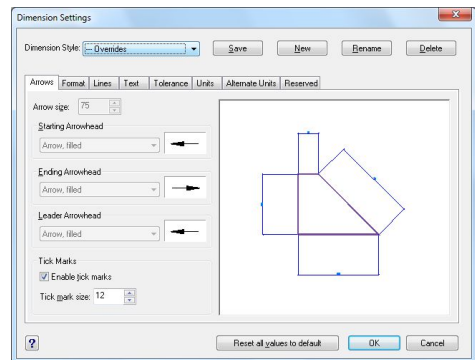 Dimension Settings
Dimension Style: -- Overrides Save New Rename Delete
Arrows Format Lines Text Tolerance Units Alternate Units Reserved
Arrow size: 75
Starting Arrowhead
Arrow, filled
Ending Arrowhead
Arrow, filled
Leader Arrowhead
Arrow, filled
Tick Marks
Enable tick marks
Tick mark size: 12
? Reset all values to default OK Cancel